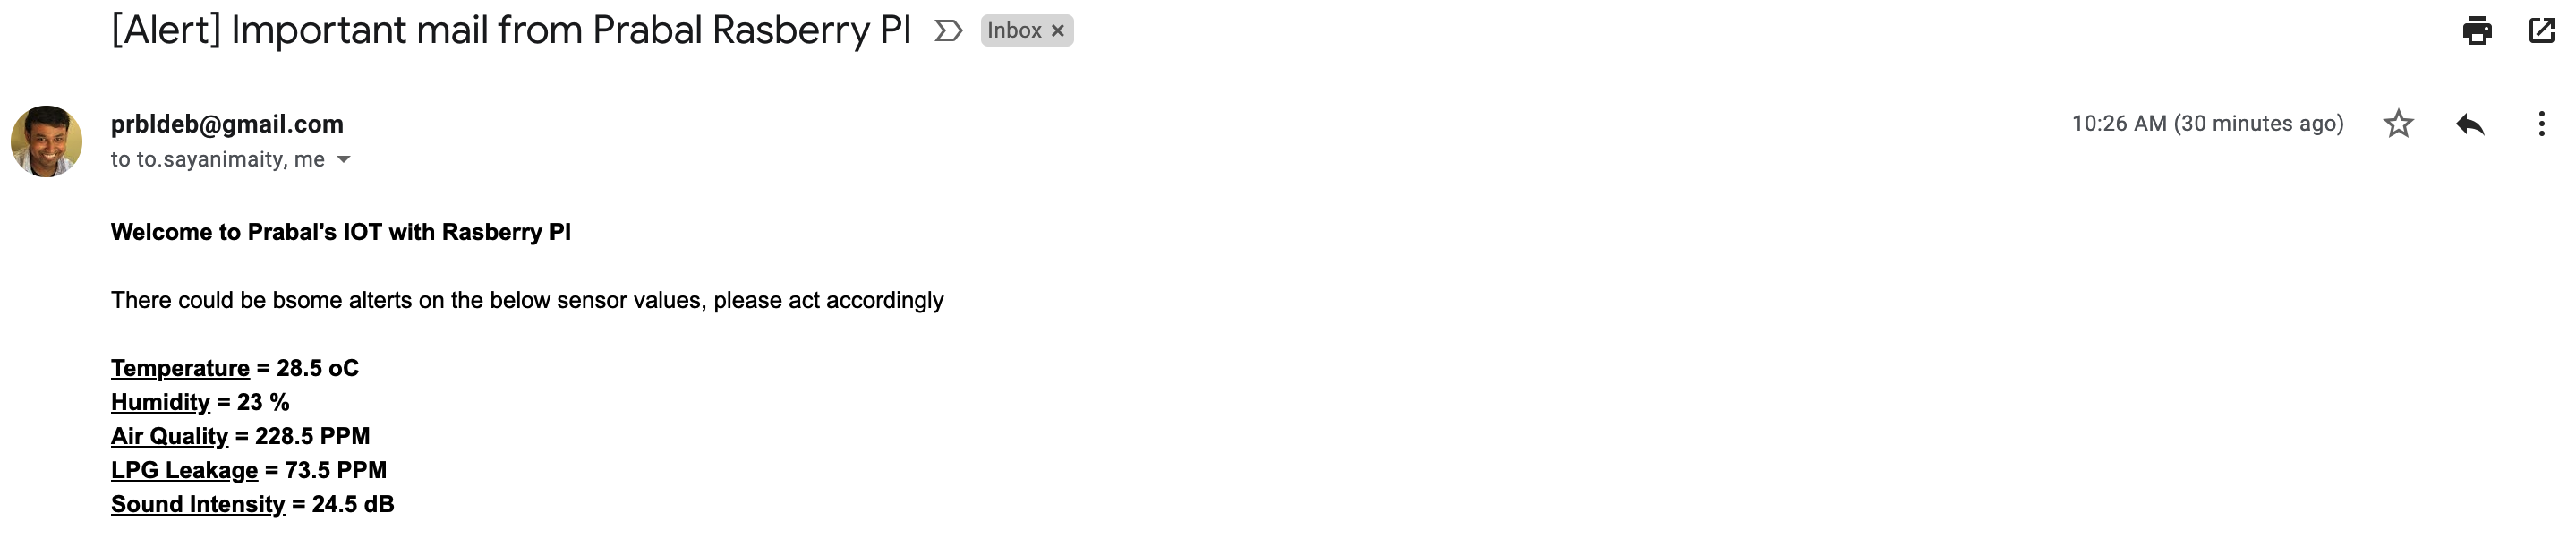 [Alert] Important mail from Prabal Rasberry PI Inbox ×
prbldeb@gmail.com 10:26 AM (30 minutes ago)
to to.sayanimaity, me
Welcome to Prabal's IOT with Rasberry PI
There could be bsome alterts on the below sensor values, please act accordingly
Temperature = 28.5 oC
Humidity = 23 %
Air Quality = 228.5 PPM
LPG Leakage = 73.5 PPM
Sound Intensity = 24.5 dB